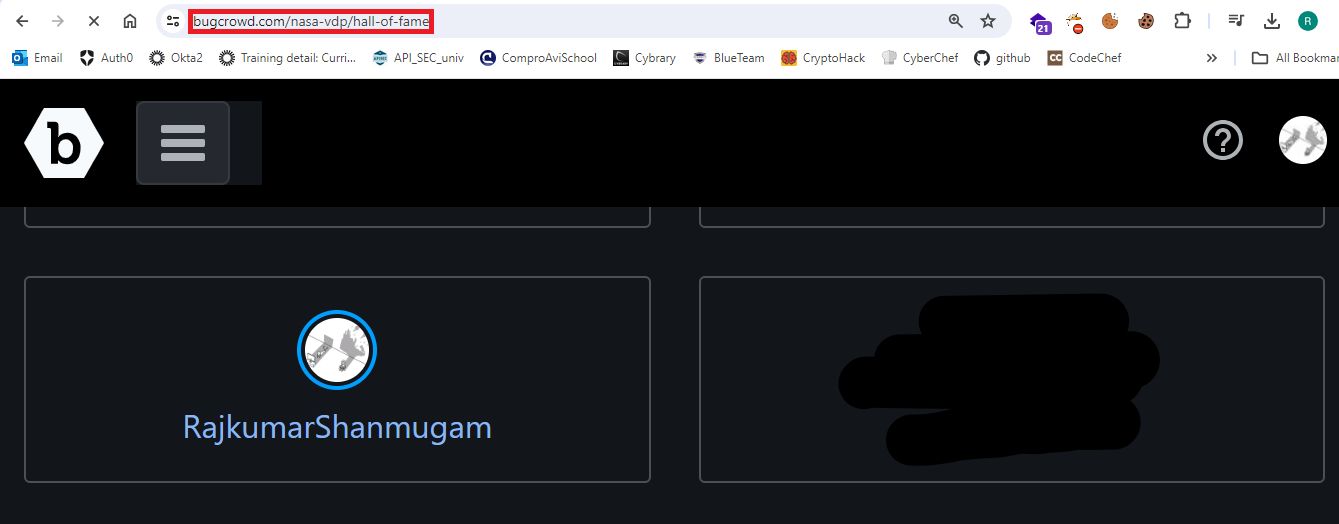 bugcrowd.com/nasa-vdp/hall-of-fame
21
R
Email Auth0 Okta2 Training detail: Curri... API_SEC_univ ComproAviSchool Cybrary BlueTeam CryptoHack CyberChef github CodeChef » All Bookmar
b
RajkumarShanmugam